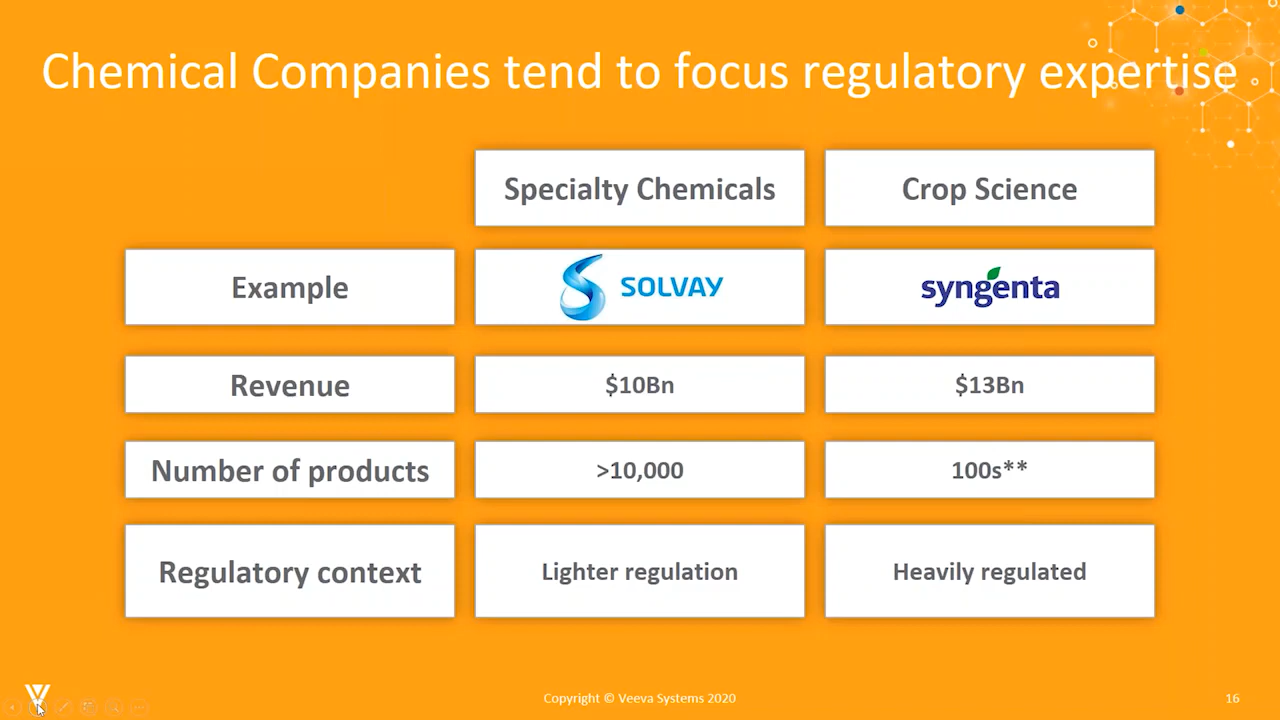 Chemical Companies tend to focus regulatory expertise
Specialty Chemicals
Crop Science
Example
SOLVAY
syngenta
Revenue
$10Bn
$13Bn
Number of products
>10,000
100s**
Regulatory context
Lighter regulation
Heavily regulated
Copyright © Veeva Systems 2020
16